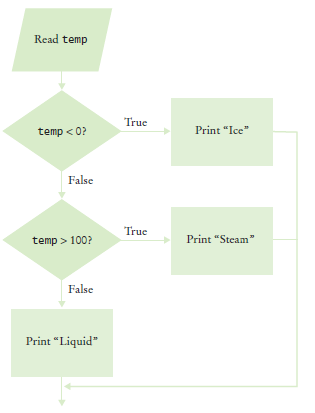 Read temp
temp < 0?
True
Print “Ice”
False
temp > 100?
True
Print “Steam”
False
Print “Liquid”